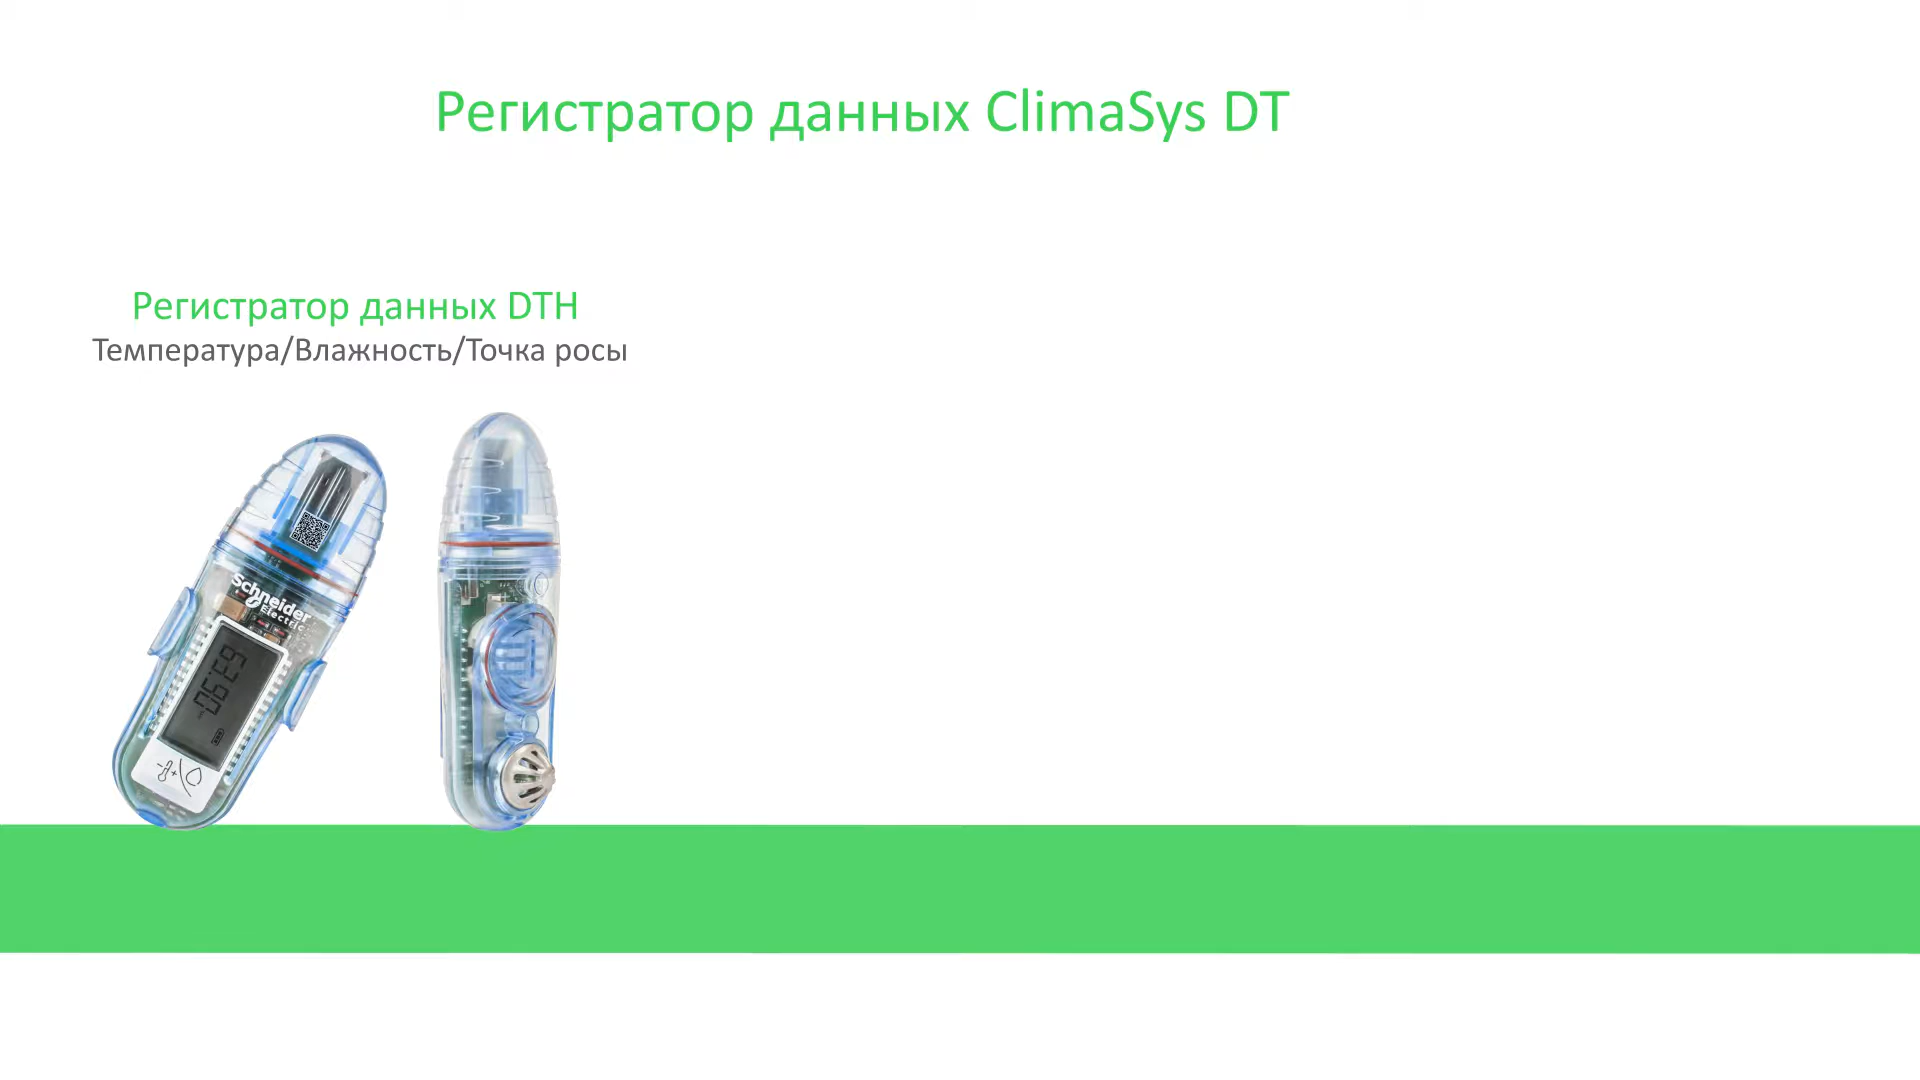 Регистратор данных ClimaSys DT
Регистратор данных DTH
Температура/Влажность/Точка росы
Schneider
Electric